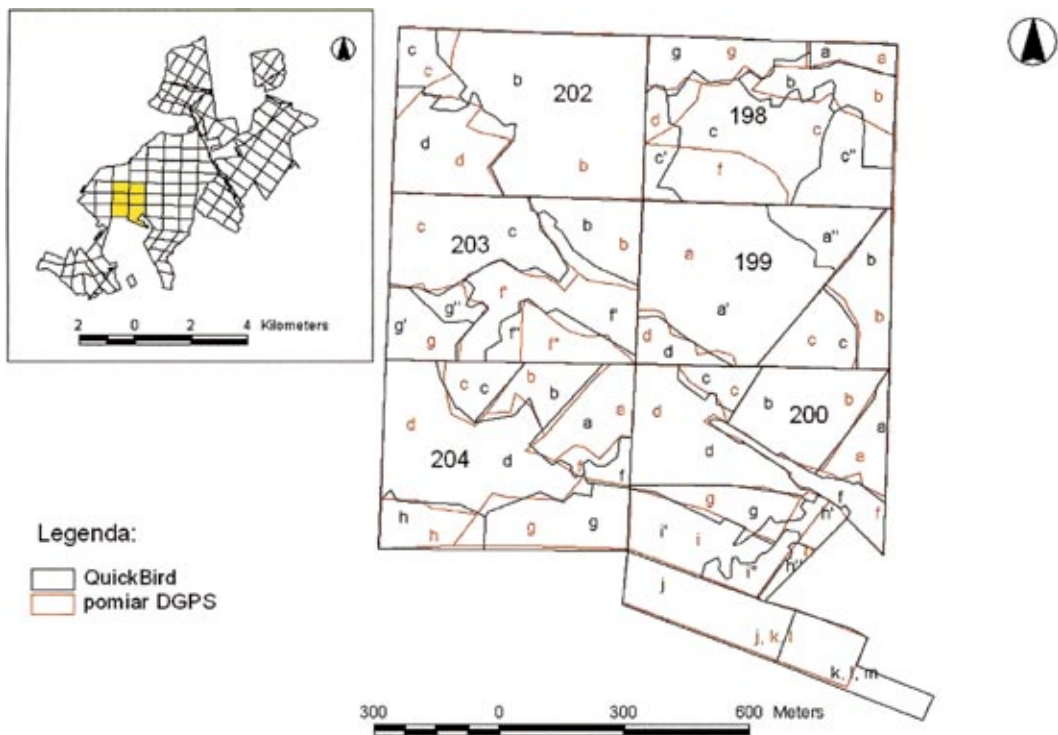 2 0 2 4 Kilometers
c g g a a
c b 202 b b
198
d c c
d d b c' f c"
c 203 c b b a 199 a" b
g" f' a'
g' g f" f' f" d d c c b
c c b b c c b b a
d a a d 200
204 d f f d a
h h g g g g f f
h'
i' i i" h"
j
j, k, l
k, l, m
Legenda:
QuickBird
pomiar DGPS
300 0 300 600 Meters